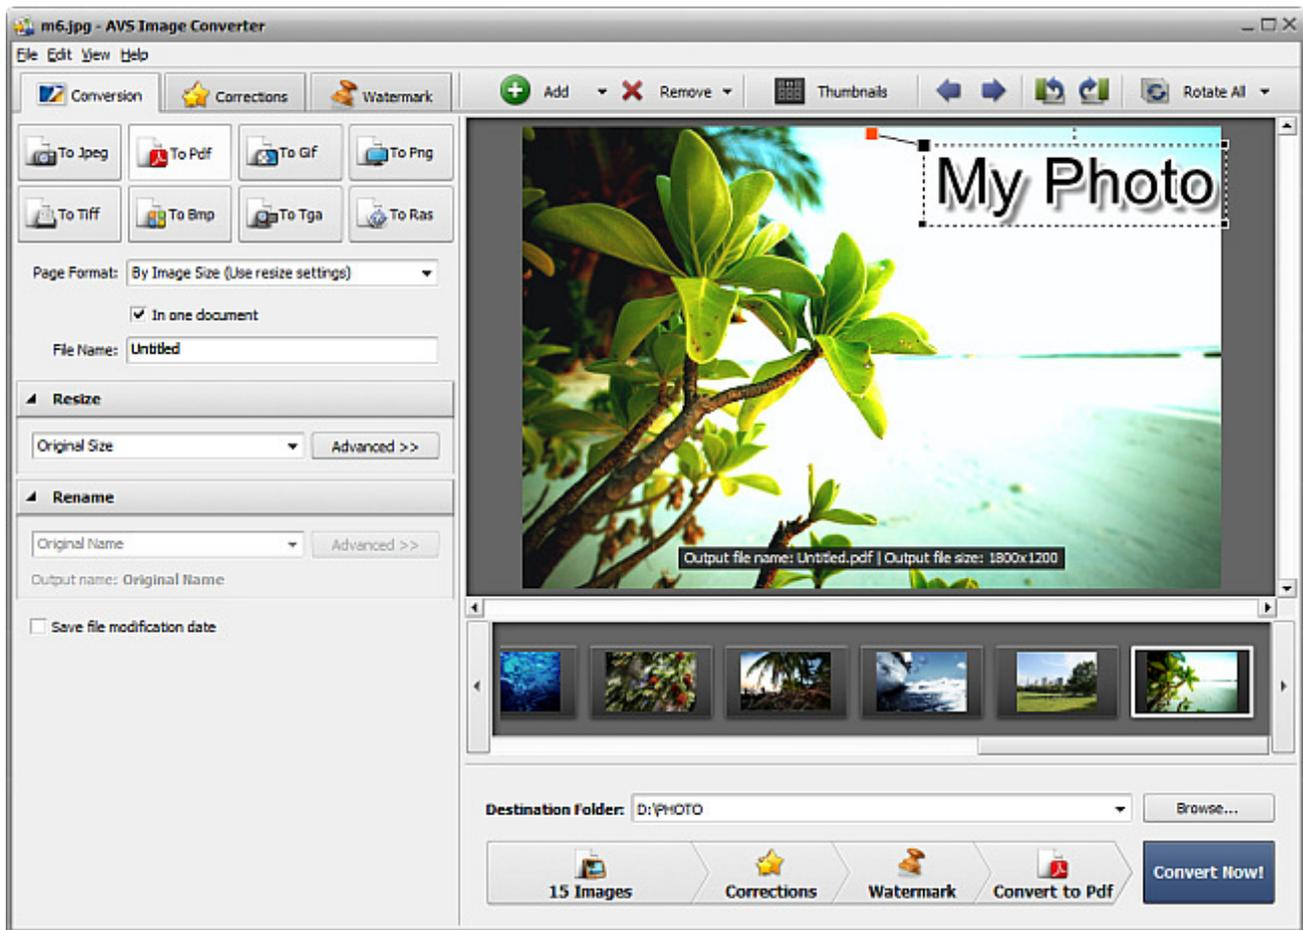 m6.jpg - AVS Image Converter
File Edit View Help
Conversion Corrections Watermark
Add Remove Thumbnails Rotate All
To Jpeg To Pdf To Gif To Png
To Tiff To Bmp To Tga To Ras
Page Format: By Image Size (Use resize settings)
In one document
File Name: Untitled
Resize
Original Size Advanced >>
Rename
Original Name Advanced >>
Output name: Original Name
Save file modification date
My Photo
Output file name: Untitled.pdf | Output file size: 1800x1200
Destination Folder: D:\PHOTO Browse...
15 Images Corrections Watermark Convert to Pdf Convert Now!